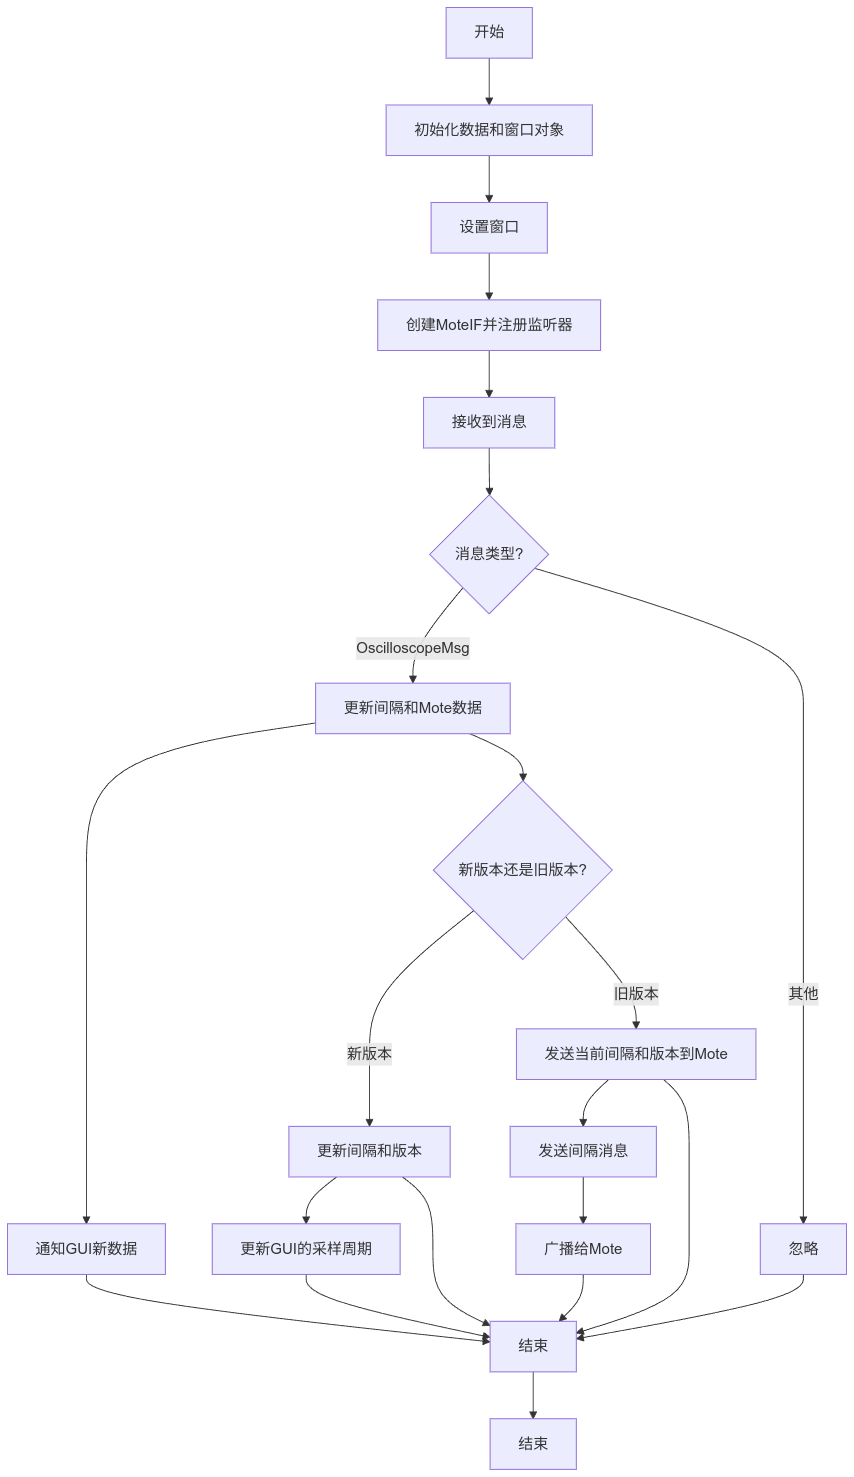 开始
初始化数据和窗口对象
设置窗口
创建MoteIF并注册监听器
接收到消息
消息类型?
OscilloscopeMsg
更新间隔和Mote数据
新版本还是旧版本?
旧版本
其他
新版本
发送当前间隔和版本到Mote
更新间隔和版本
发送间隔消息
通知GUI新数据
更新GUI的采样周期
广播给Mote
忽略
结束
结束